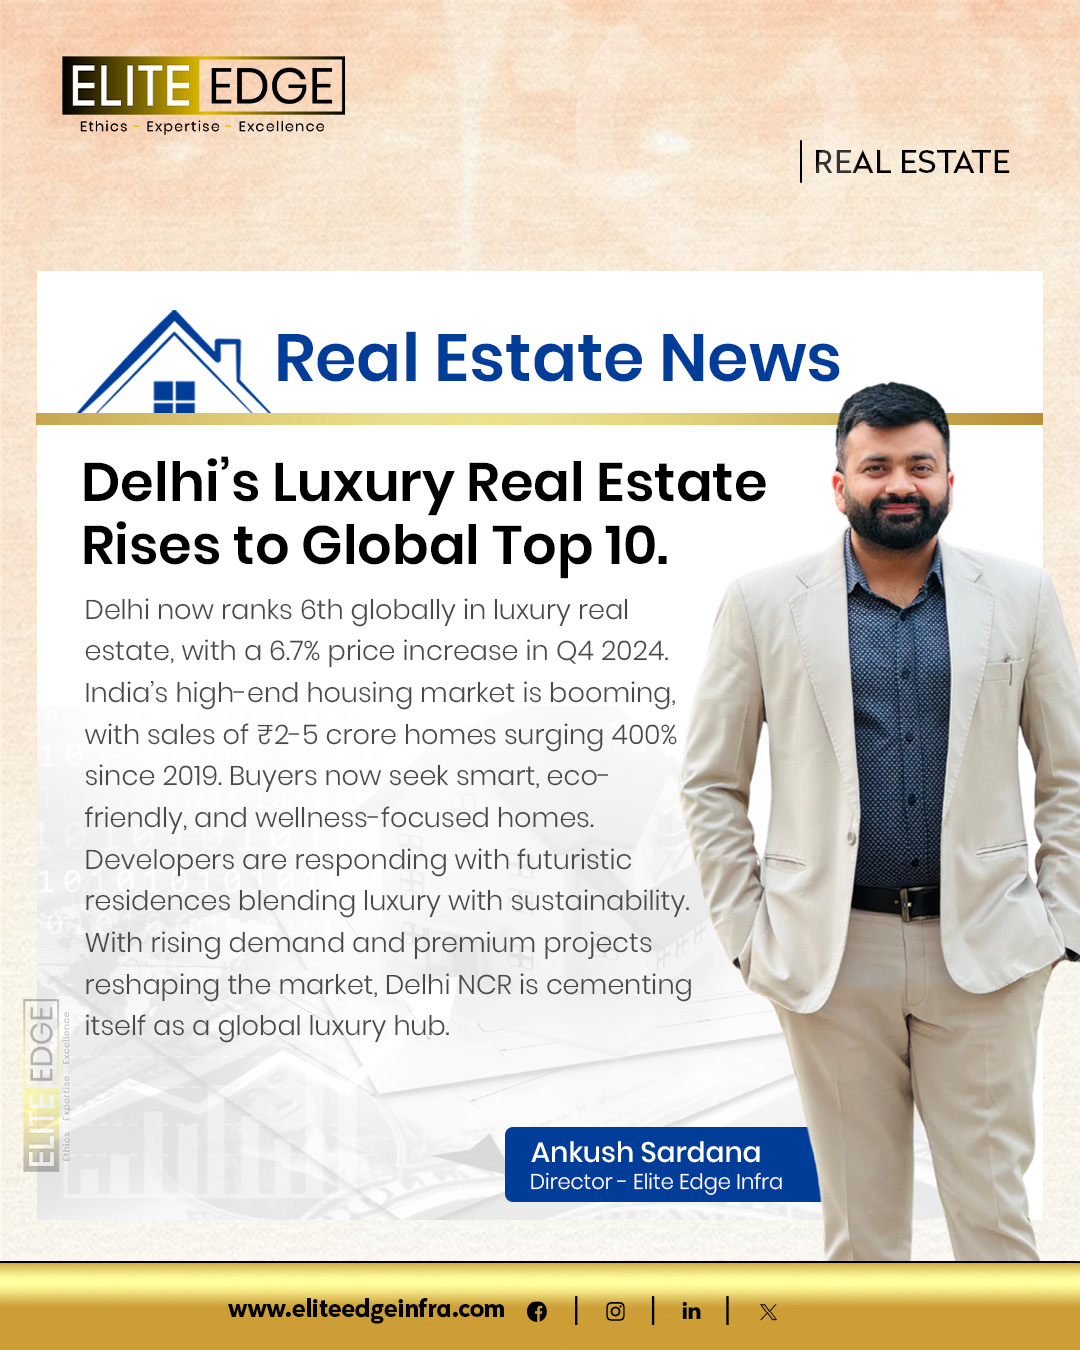 ELITE EDGE
Ethics - Expertise - Excellence
REAL ESTATE
Real Estate News
Delhi’s Luxury Real Estate
Rises to Global Top 10.
Delhi now ranks 6th globally in luxury real
estate, with a 6.7% price increase in Q4 2024.
India’s high-end housing market is booming,
with sales of ₹2-5 crore homes surging 400%
since 2019. Buyers now seek smart, eco-
friendly, and wellness-focused homes.
Developers are responding with futuristic
residences blending luxury with sustainability.
With rising demand and premium projects
reshaping the market, Delhi NCR is cementing
itself as a global luxury hub.
ELITE EDGE
Ethics Expertise Excellence
Ankush Sardana
Director - Elite Edge Infra
www.eliteedgeinfra.com